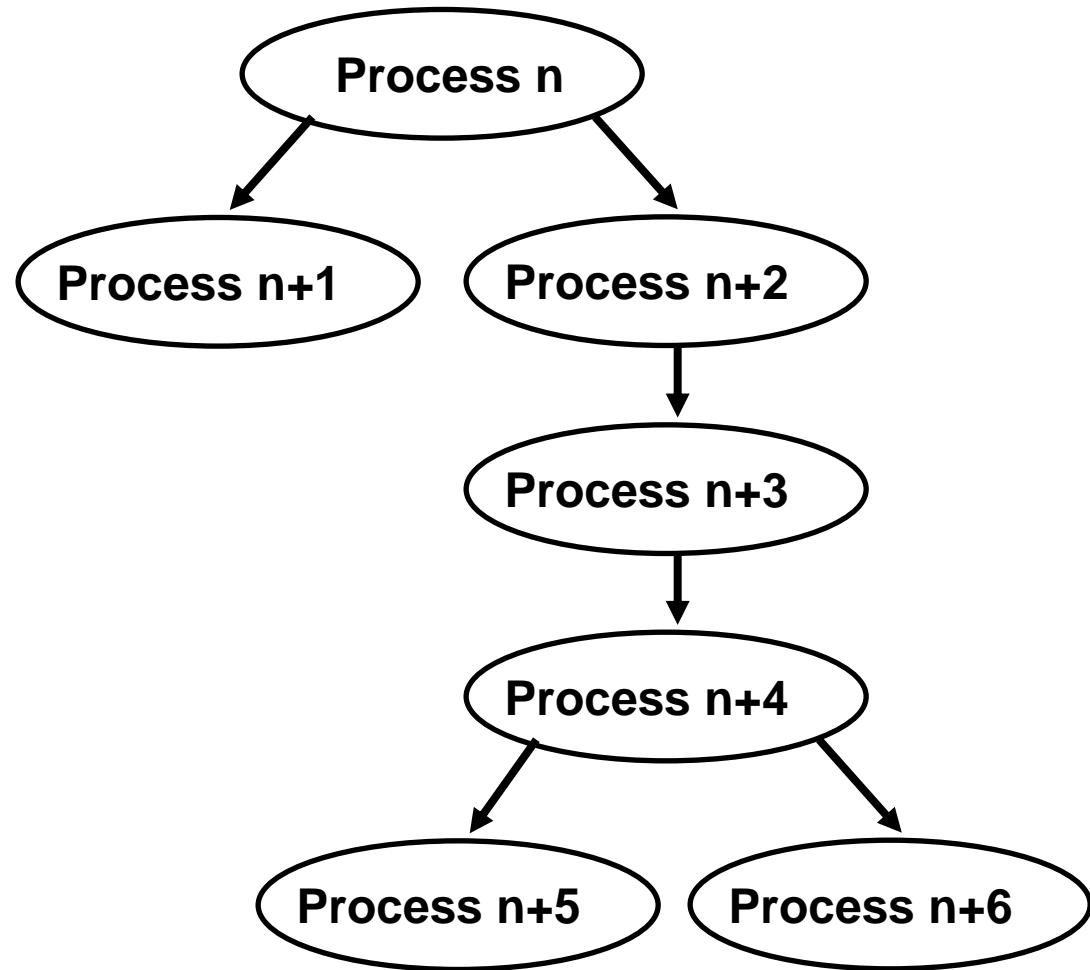 Process n
Process n+1
Process n+2
Process n+3
Process n+4
Process n+5
Process n+6